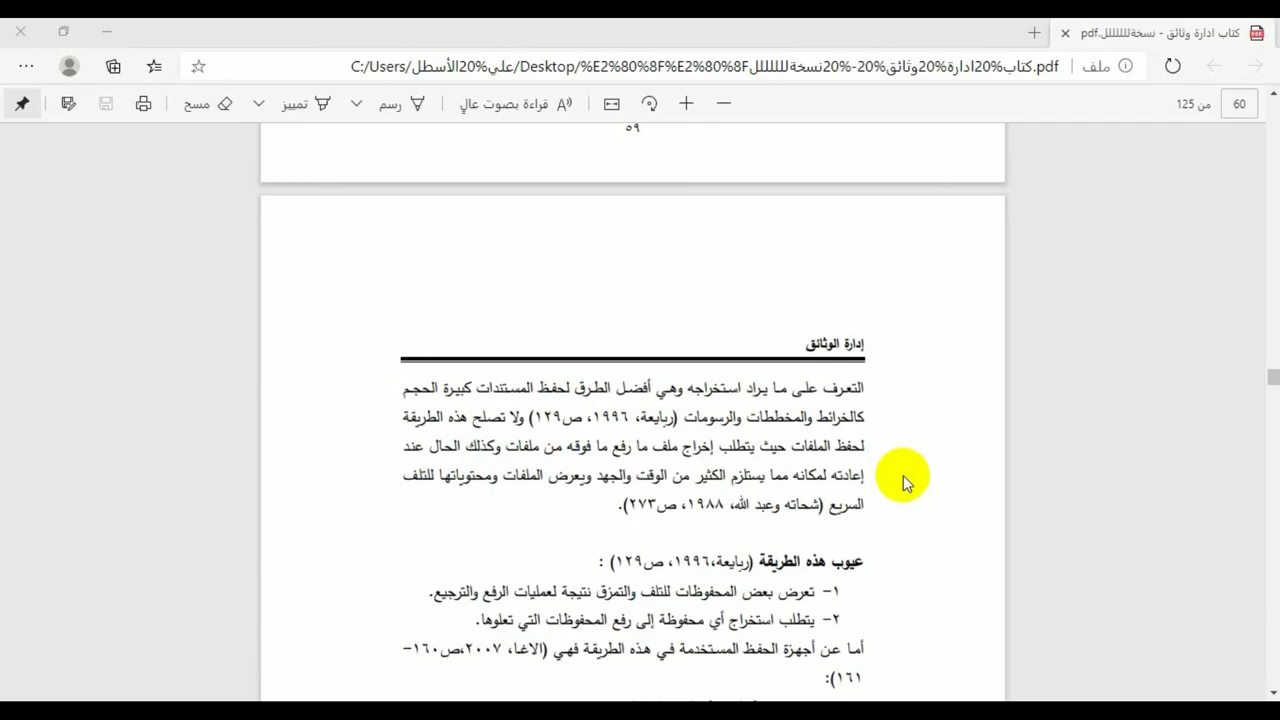 كتاب ادارة وثائق - نسخةلللللللل.pdf
ملف
C:/Users/علي%20الأسطل/Desktop/%E2%80%8F%E2%80%8Fكتاب%20ادارة%20وثائق%20-%20نسخةلللللللل.pdf
60 من 125
قراءة بصوت عالٍ
رسم
تمييز
مسح
٥٩
إدارة الوثائق
التعرف على ما يراد استخراجه وهي أفضل الطرق لحفظ المستندات كبيرة الحجم
كالخرائط والمخططات والرسومات (ربايعة، ١٩٩٦، ص١٢٩) ولا تصلح هذه الطريقة
لحفظ الملفات حيث يتطلب إخراج ملف ما رفع ما فوقه من ملفات وكذلك الحال عند
إعادته لمكانه مما يستلزم الكثير من الوقت والجهد ويعرض الملفات ومحتوياتها للتلف
السريع (شحاته وعبد الله، ١٩٨٨، ص٢٧٣).
عيوب هذه الطريقة (ربايعة،١٩٩٦، ص١٢٩) :
١- تعرض بعض المحفوظات للتلف والتمزق نتيجة لعمليات الرفع والترجيع.
٢- يتطلب استخراج أي محفوظة إلى رفع المحفوظات التي تعلوها.
أما عن أجهزة الحفظ المستخدمة في هذه الطريقة فهي (الاغا، ٢٠٠٧،ص١٦٠-
١٦١):